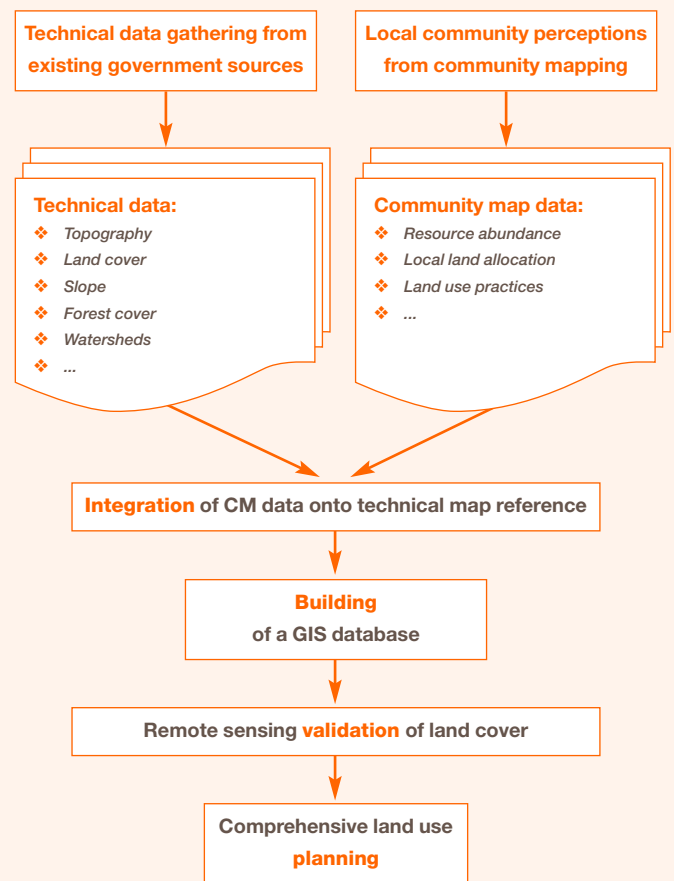 Technical data gathering from
existing government sources
Local community perceptions
from community mapping
Technical data:
❖ Topography
❖ Land cover
❖ Slope
❖ Forest cover
❖ Watersheds
❖ ...
Community map data:
❖ Resource abundance
❖ Local land allocation
❖ Land use practices
❖ ...
Integration of CM data onto technical map reference
Building
of a GIS database
Remote sensing validation of land cover
Comprehensive land use
planning